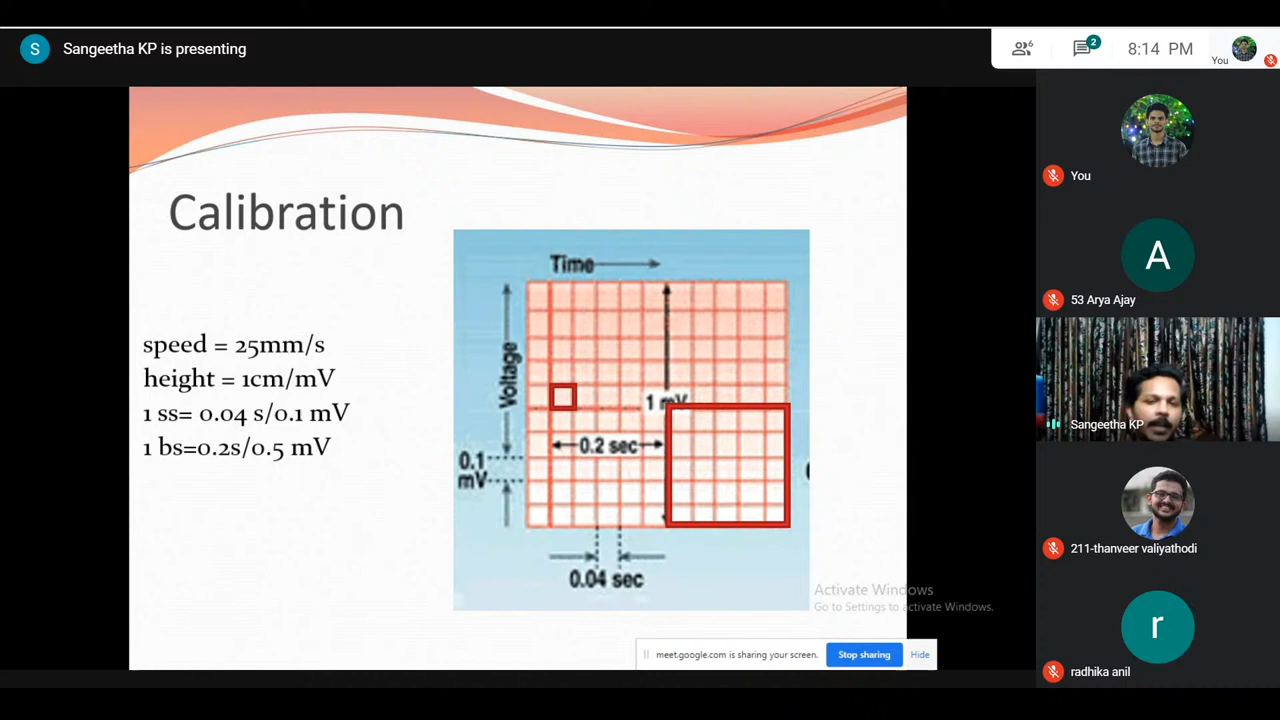 S
Sangeetha KP is presenting
6
2
8:14 PM
You
You
A
53 Arya Ajay
Sangeetha KP
211-thanveer valiyathodi
r
radhika anil
Calibration
speed = 25mm/s
height = 1cm/mV
1 ss= 0.04 s/0.1 mV
1 bs=0.2s/0.5 mV
Time
Voltage
1 mV
0.2 sec
0.1
mV
0.04 sec
Activate Windows
Go to Settings to activate Windows.
meet.google.com is sharing your screen.
Stop sharing
Hide